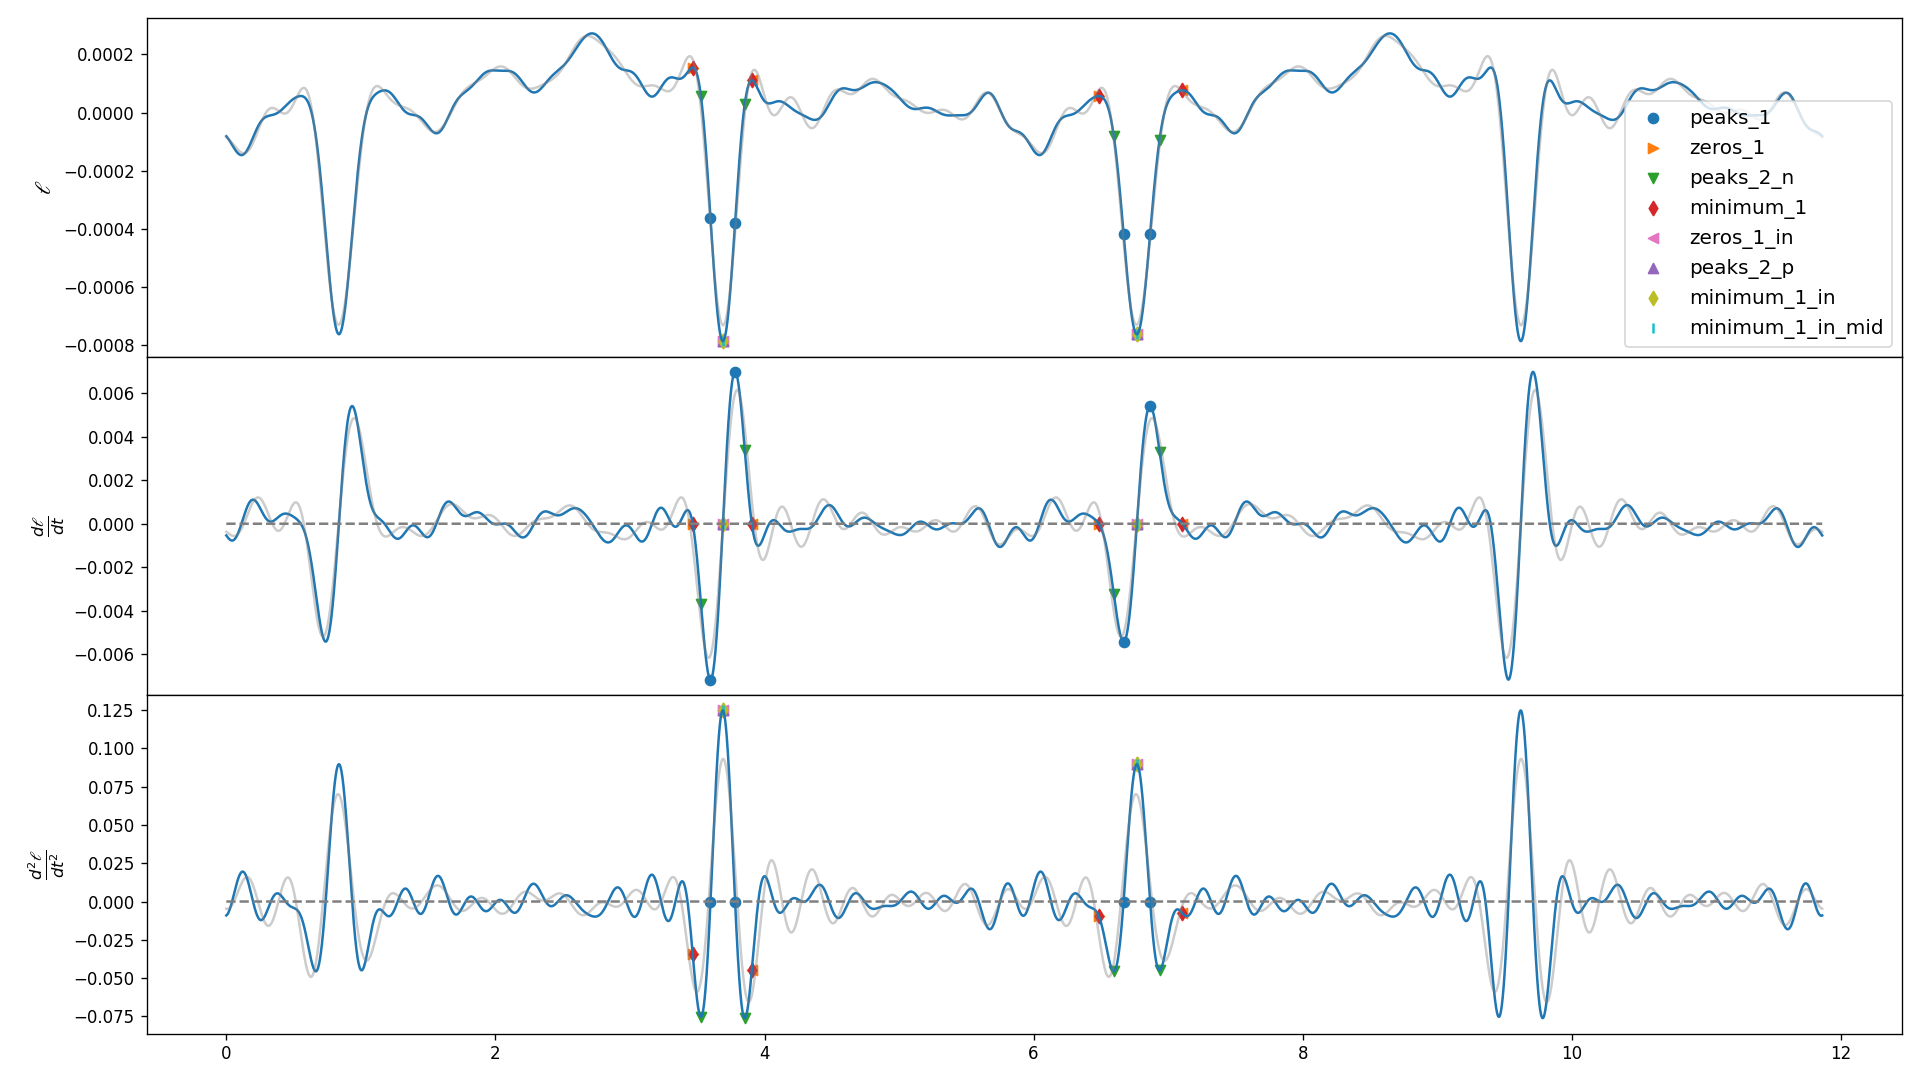 0.0002
0.0000
−0.0002
−0.0004
−0.0006
−0.0008
ℓ
peaks_1
zeros_1
peaks_2_n
minimum_1
zeros_1_in
peaks_2_p
minimum_1_in
minimum_1_in_mid
0.006
0.004
0.002
0.000
−0.002
−0.004
−0.006
dℓ/dt
0.125
0.100
0.075
0.050
0.025
0.000
−0.025
−0.050
−0.075
d²ℓ/dt²
0 2 4 6 8 10 12